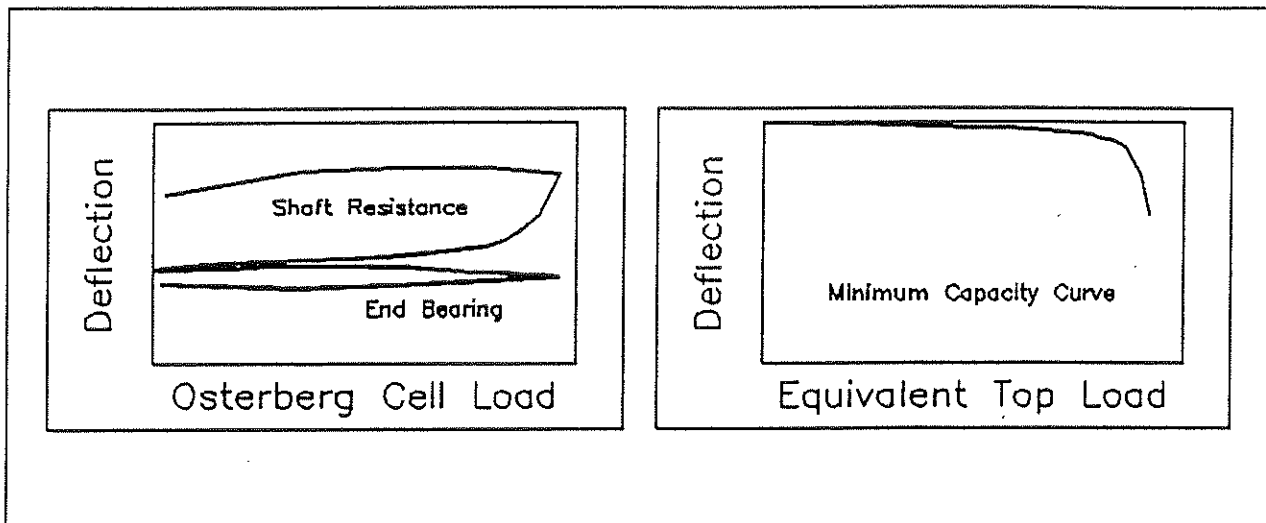 Deflection
Shaft Resistance
End Bearing
Osterberg Cell Load
Deflection
Minimum Capacity Curve
Equivalent Top Load